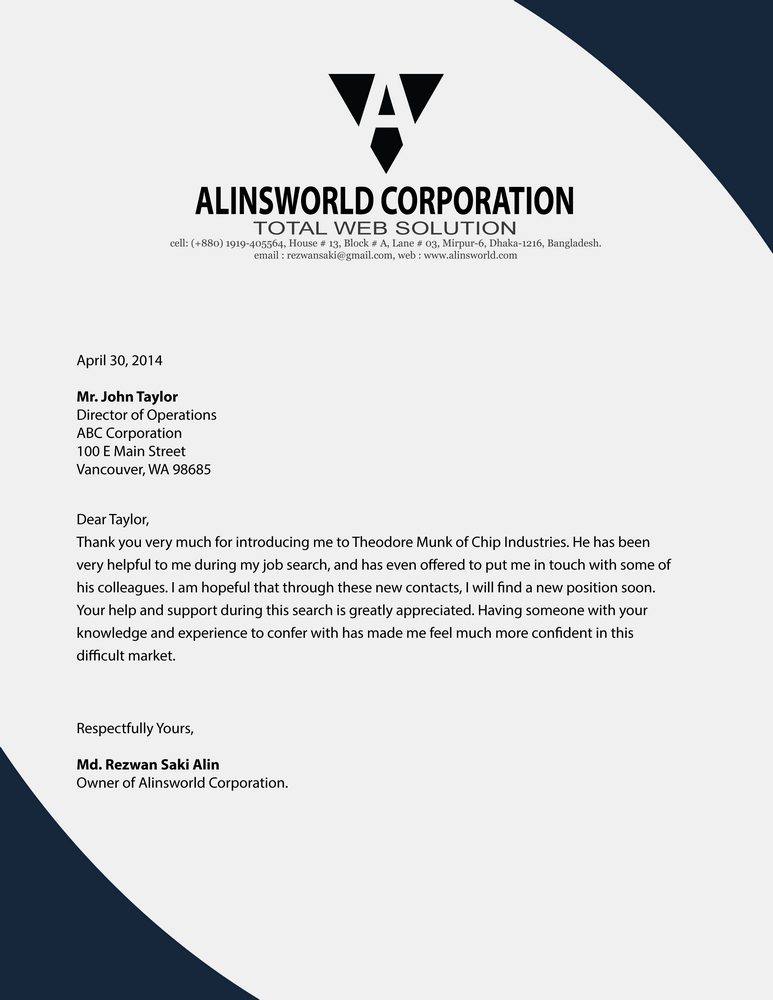 A
ALINSWORLD CORPORATION
TOTAL WEB SOLUTION
cell: (+880) 1919-405564, House # 13, Block # A, Lane # 03, Mirpur-6, Dhaka-1216, Bangladesh.
email : rezwansaki@gmail.com, web : www.alinsworld.com
April 30, 2014
Mr. John Taylor
Director of Operations
ABC Corporation
100 E Main Street
Vancouver, WA 98685
Dear Taylor,
Thank you very much for introducing me to Theodore Munk of Chip Industries. He has been
very helpful to me during my job search, and has even offered to put me in touch with some of
his colleagues. I am hopeful that through these new contacts, I will find a new position soon.
Your help and support during this search is greatly appreciated. Having someone with your
knowledge and experience to confer with has made me feel much more confident in this
difficult market.
Respectfully Yours,
Md. Rezwan Saki Alin
Owner of Alinsworld Corporation.